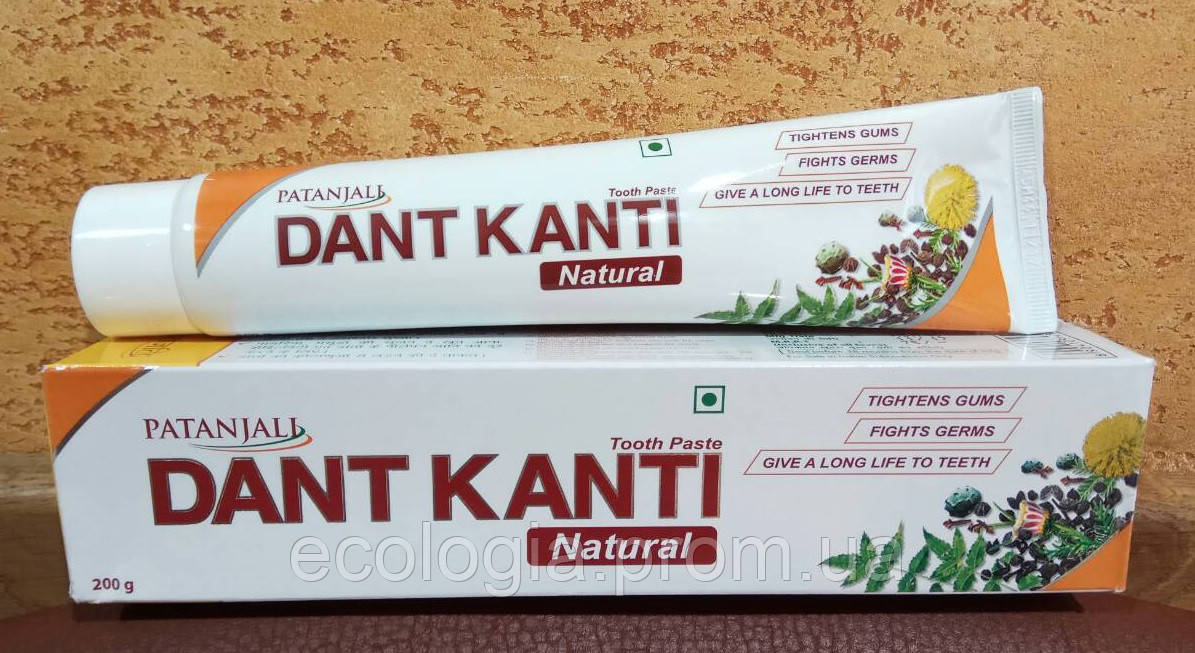 PATANJALI
Tooth Paste
DANT KANTI
Natural
TIGHTENS GUMS
FIGHTS GERMS
GIVE A LONG LIFE TO TEETH
PATANJALI
Tooth Paste
DANT KANTI
Natural
TIGHTENS GUMS
FIGHTS GERMS
GIVE A LONG LIFE TO TEETH
200 g
ecologia.prom.ua